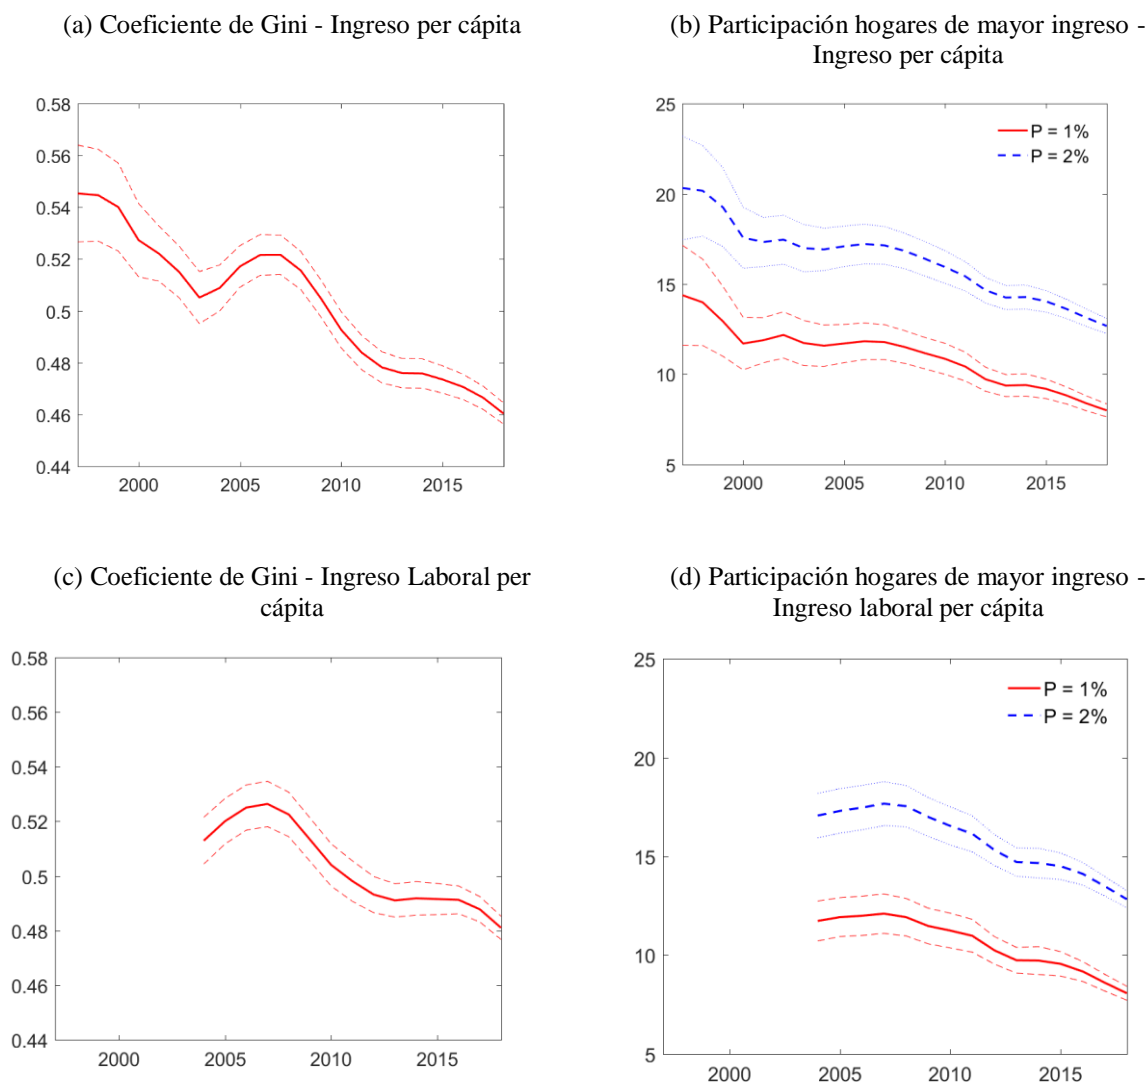 (a) Coeficiente de Gini - Ingreso per cápita
0.58
0.56
0.54
0.52
0.5
0.48
0.46
0.44
2000 2005 2010 2015
(b) Participación hogares de mayor ingreso -
Ingreso per cápita
25
20
15
10
5
P = 1%
P = 2%
2000 2005 2010 2015
(c) Coeficiente de Gini - Ingreso Laboral per
cápita
0.58
0.56
0.54
0.52
0.5
0.48
0.46
0.44
2000 2005 2010 2015
(d) Participación hogares de mayor ingreso -
Ingreso laboral per cápita
25
20
15
10
5
P = 1%
P = 2%
2000 2005 2010 2015